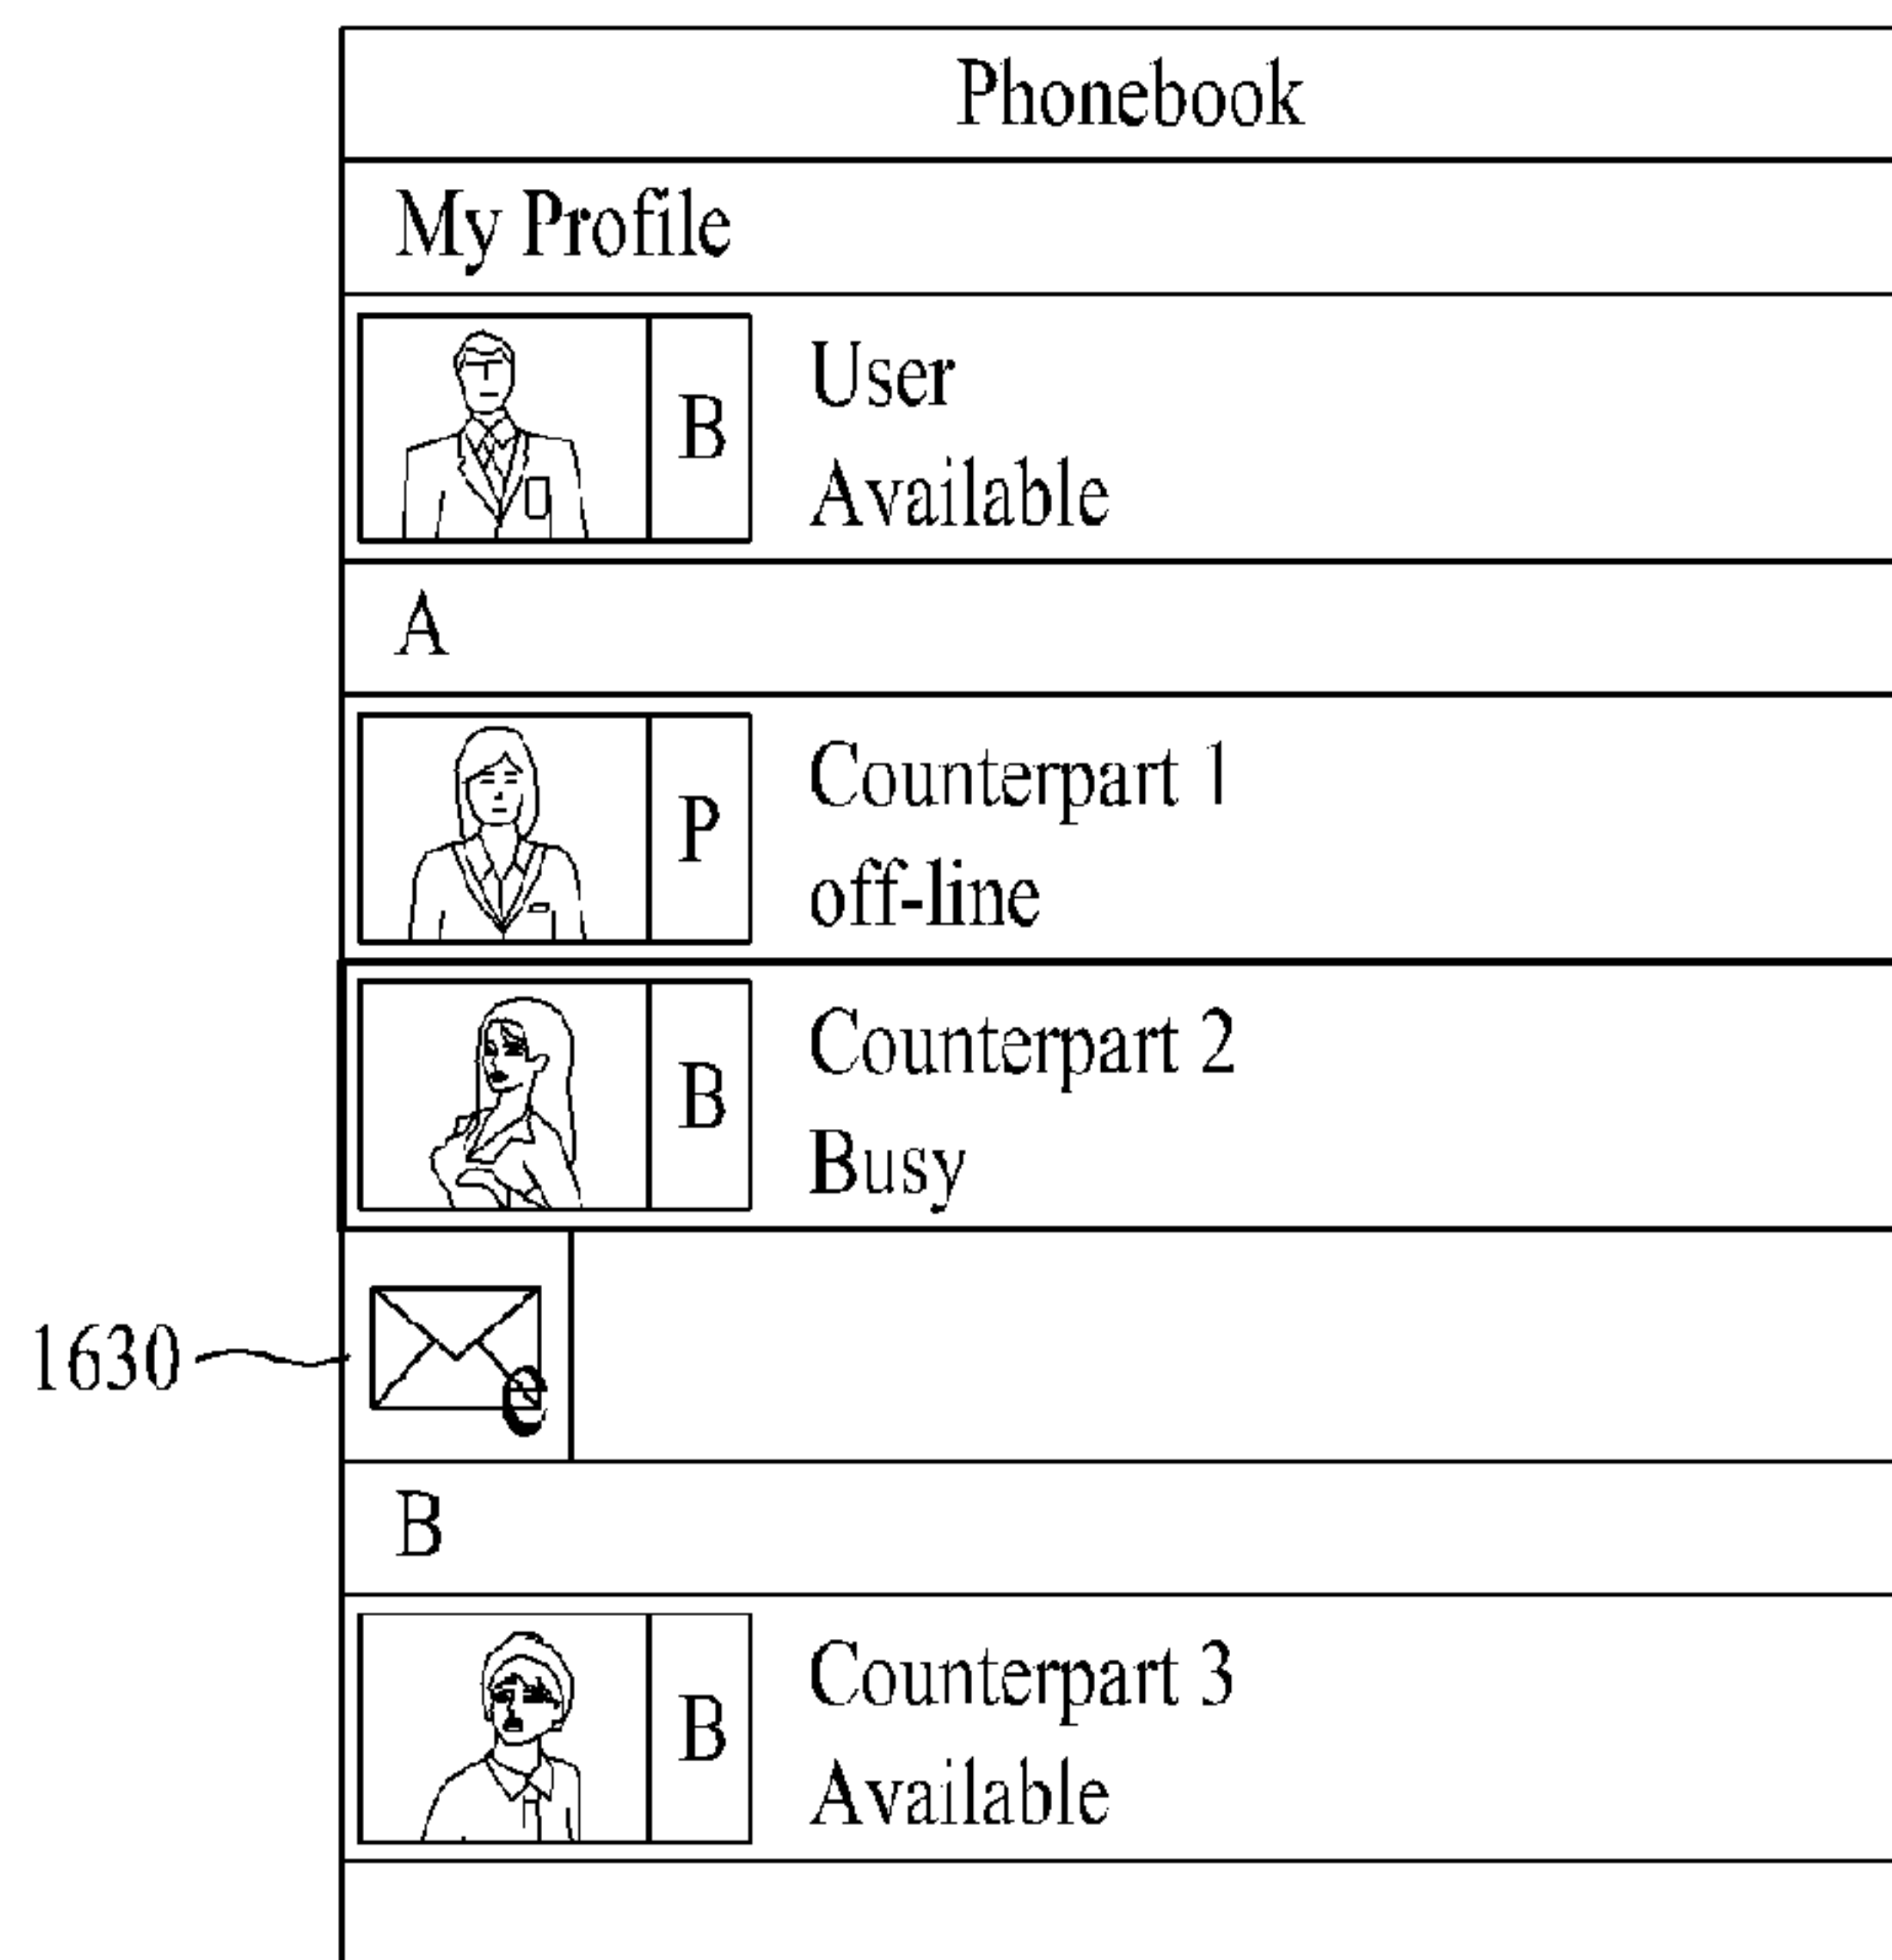 Phonebook
My Profile
B
User
Available
A
P
Counterpart 1
off-line
B
Counterpart 2
Busy
1630
e
B
B
Counterpart 3
Available